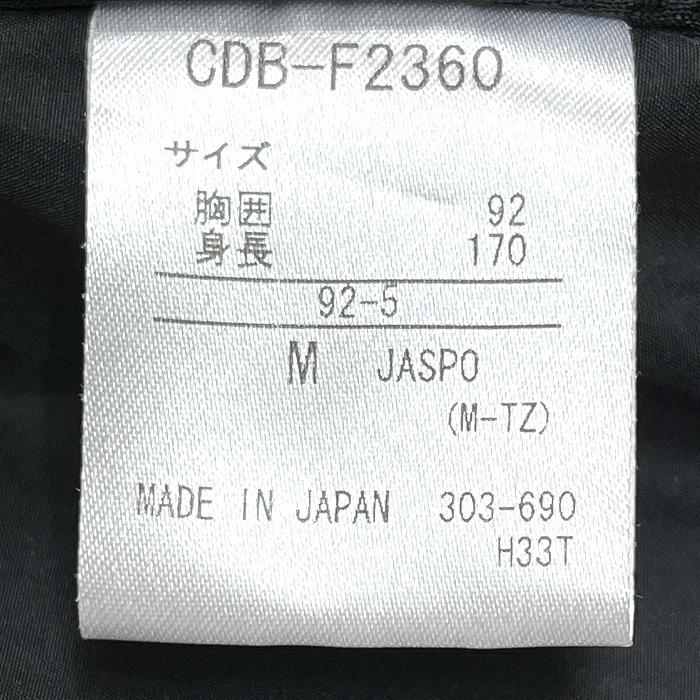 CDB-F2360
サイズ
胸囲 92
身長 170
92-5
M JASPO
(M-TZ)
MADE IN JAPAN 303-690
H33T